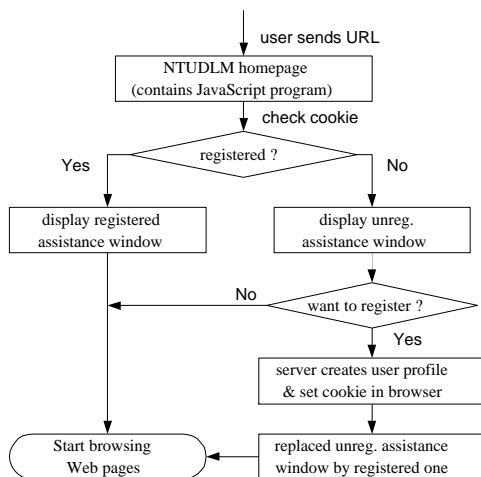 user sends URL
NTUDLM homepage
(contains JavaScript program)
check cookie
registered ?
Yes
No
display registered
assistance window
display unreg.
assistance window
No
want to register ?
Yes
server creates user profile
& set cookie in browser
Start browsing
Web pages
replaced unreg. assistance
window by registered one